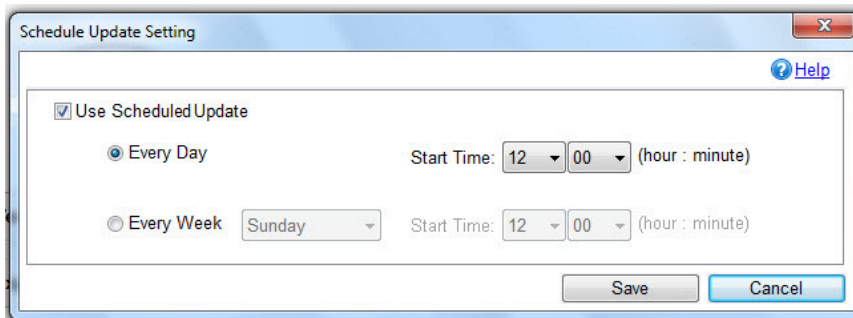 Schedule Update Setting
Help
Use Scheduled Update
Every Day Start Time: 12 00 (hour : minute)
Every Week Sunday Start Time: 12 00 (hour : minute)
Save Cancel